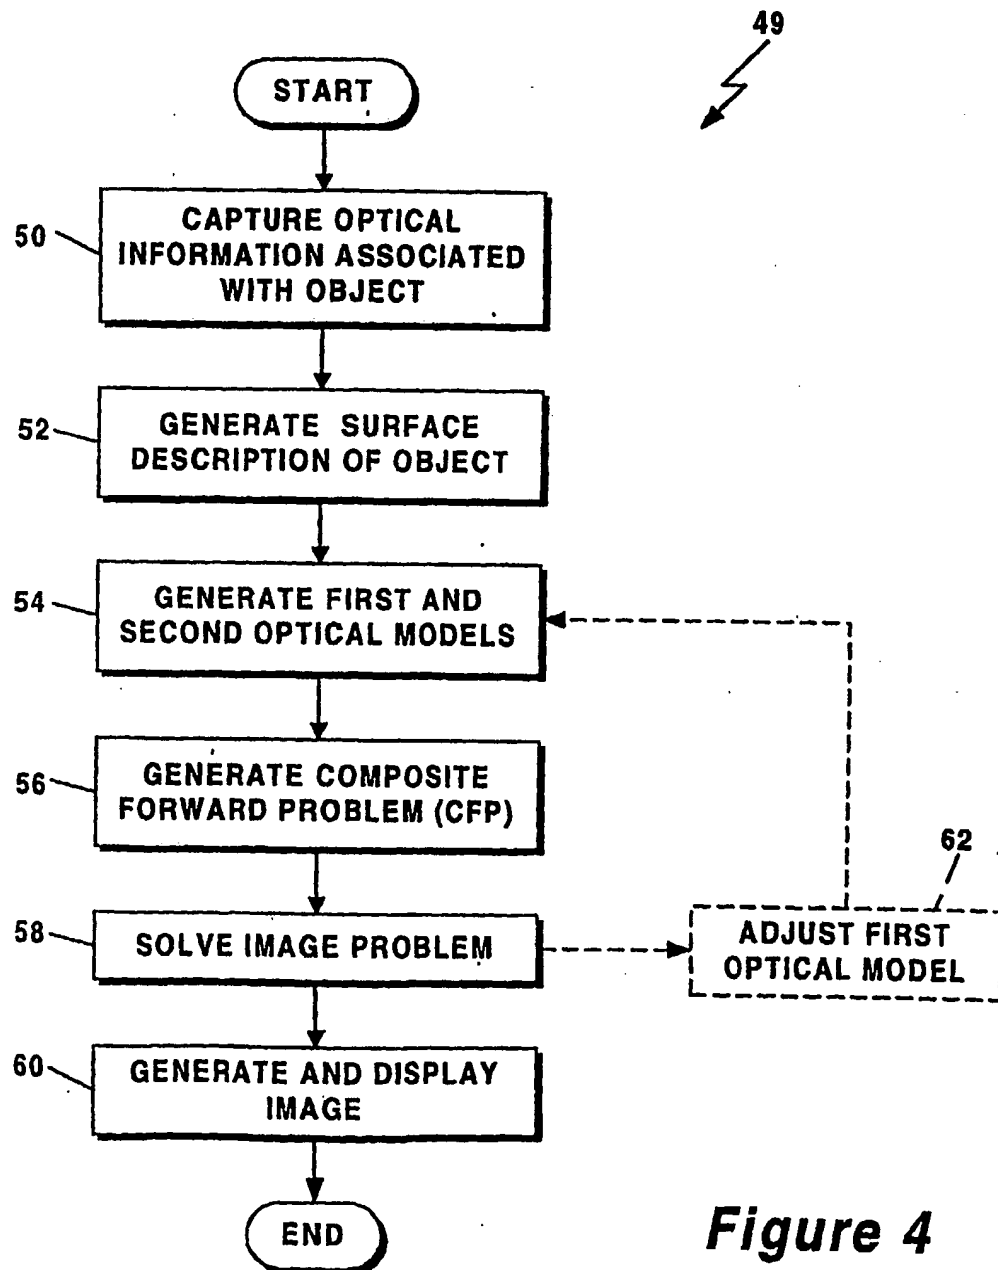 49
START
50
CAPTURE OPTICAL
INFORMATION ASSOCIATED
WITH OBJECT
52
GENERATE SURFACE
DESCRIPTION OF OBJECT
54
GENERATE FIRST AND
SECOND OPTICAL MODELS
56
GENERATE COMPOSITE
FORWARD PROBLEM (CFP)
62
58
SOLVE IMAGE PROBLEM
ADJUST FIRST
OPTICAL MODEL
60
GENERATE AND DISPLAY
IMAGE
END
Figure 4